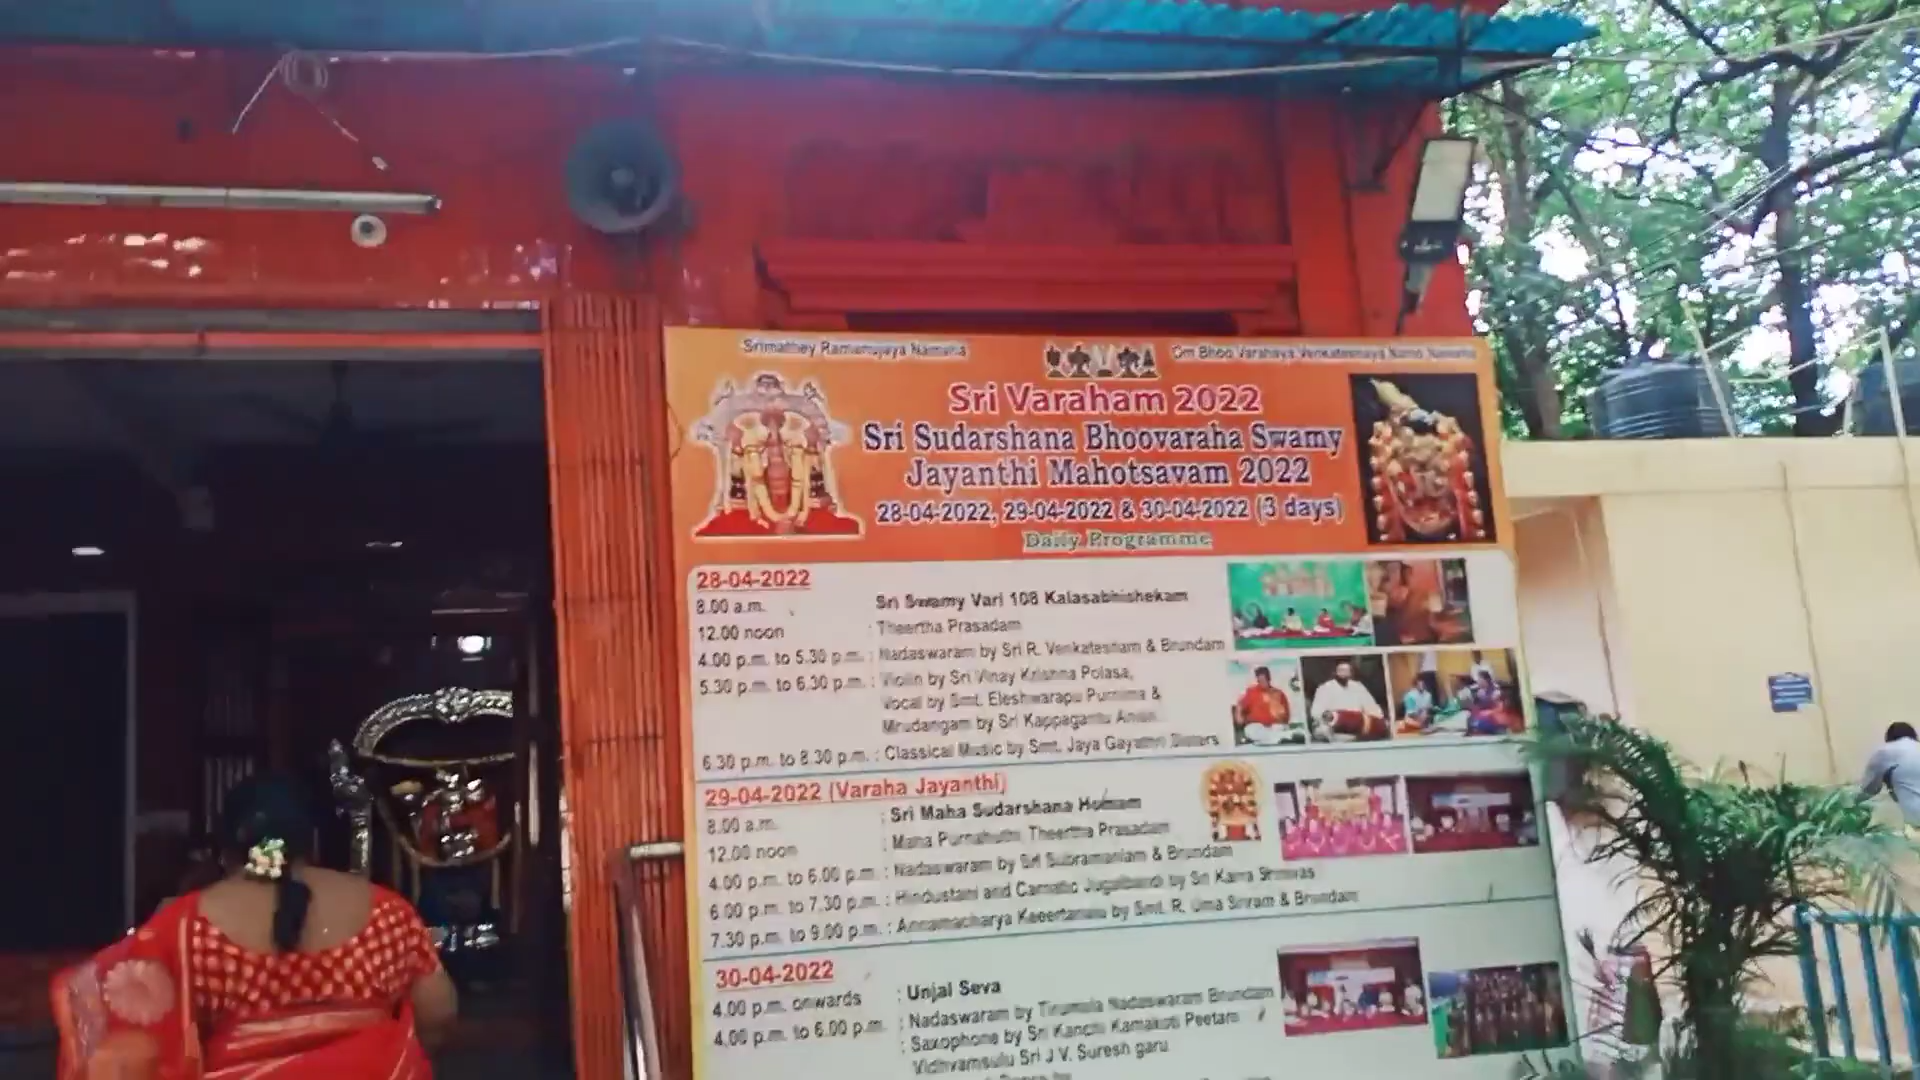 Srimathey Ramanujaya Namaha
Om Bhoo Varahaya Venkatesnaya Namo Namaha
Sri Varaham 2022
Sri Sudarshana Bhoovaraha Swamy
Jayanthi Mahotsavam 2022
28-04-2022, 29-04-2022 & 30-04-2022 (3 days)
Daily Programme
28-04-2022
8.00 a.m. Sri Swamy Vari 108 Kalasabhishekam
12.00 noon : Theertha Prasadam
4.00 p.m. to 5.30 p.m. : Nadaswaram by Sri R. Venkatesham & Brundam
5.30 p.m. to 6.30 p.m. : Violin by Sri Vinay Krishna Polasa,
Vocal by Smt. Eleshwarapu Purnima &
Mrudangam by Sri Kappagantu
6.30 p.m. to 8.30 p.m. : Classical Music by Smt. Jaya Gayathri Sisters
29-04-2022 (Varaha Jayanthi)
8.00 a.m. : Sri Maha Sudarshana Homam
12.00 noon : Maha Purnahuthi Theertha Prasadam
4.00 p.m. to 6.00 p.m. : Nadaswaram by Sri Subramaniam & Brundam
6.00 p.m. to 7.30 p.m. : Hindustani and Carnatic Jugalbandi by Sri Srinivas
7.30 p.m. to 9.00 p.m. : Annamacharya Keeertanalu by Smt. R. Uma Sriram & Brundam
30-04-2022
4.00 p.m. onwards : Unjal Seva
4.00 p.m. to 6.00 p.m. : Nadaswaram by Tirumala Nadaswaram Brundam
: Saxophone by Sri Kanchi Kamakoti Peetam
Vidhvamsulu Sri J V. Suresh garu